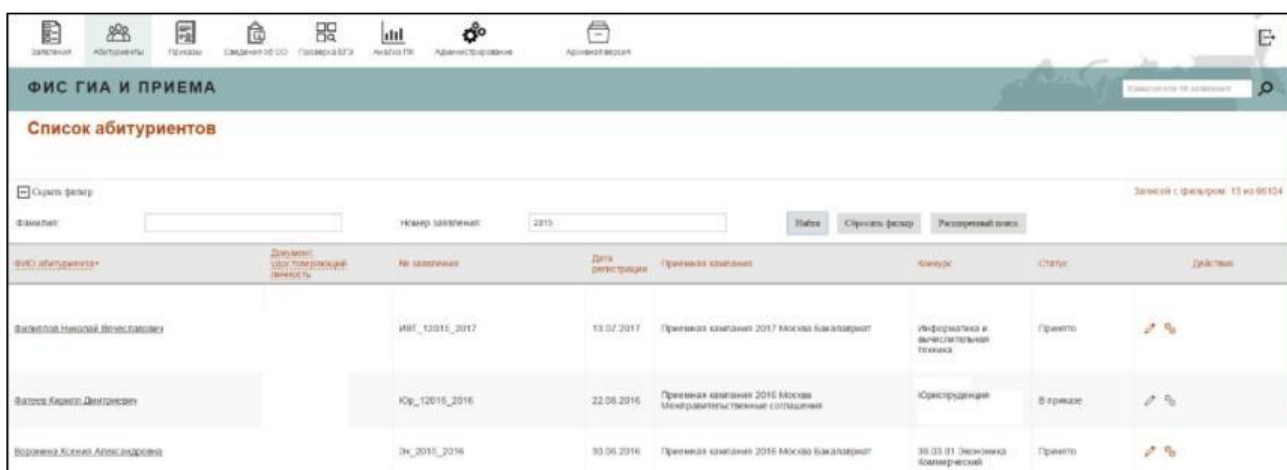 Заявления Абитуриенты Приказы Сведения об ОО Проверка ЕГЭ Анализ ПК Администрирование Архивная версия
ФИС ГИА И ПРИЕМА
Фамилия или № заявления
Список абитуриентов
Скрыть фильтр
Записей с фильтром: 13 из 66104
Фамилия:
Номер заявления:
2015
Найти Сбросить фильтр Расширенный поиск
ФИО абитуриента
Документ, удостоверяющий личность
№ заявления
Дата регистрации
Приемная кампания
Конкурс
Статус
Действия
Филиппов Николай Вячеславович
ИВТ_12015_2017
13.07.2017
Приемная кампания 2017 Москва Бакалавриат
Информатика и
вычислительная
техника
Принято
Фатеев Кирилл Дмитриевич
Юр_12015_2016
22.08.2016
Приемная кампания 2016 Москва
Межправительственные соглашения
Юриспруденция
В приказе
Воронина Ксения Александровна
Эк_2015_2016
30.06.2016
Приемная кампания 2016 Москва Бакалавриат
38.03.01 Экономика
Коммерческий
Принято